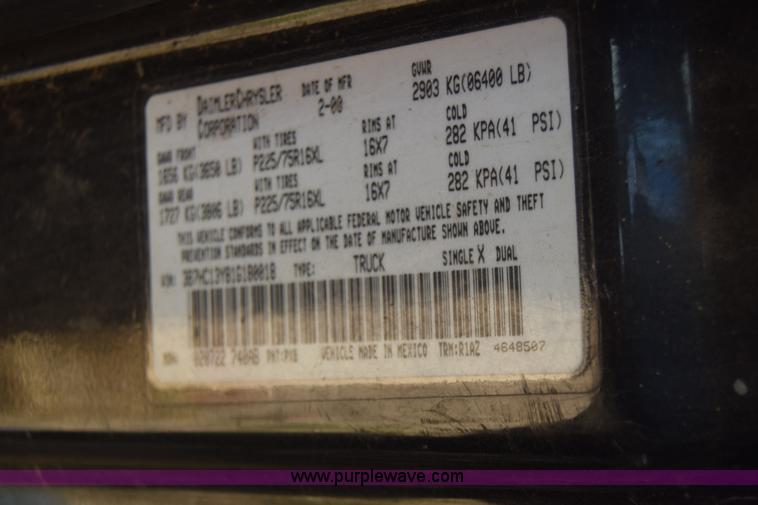 MFD BY DAIMLERCHRYSLER CORPORATION
DATE OF MFR 2-00
GVWR 2903 KG(06400 LB)
GAWR FRONT WITH TIRES RIMS AT COLD
1656 KG(3650 LB) P225/75R16XL 16X7 282 KPA(41 PSI)
GAWR REAR WITH TIRES RIMS AT COLD
1727 KG(3806 LB) P225/75R16XL 16X7 282 KPA(41 PSI)
THIS VEHICLE CONFORMS TO ALL APPLICABLE FEDERAL MOTOR VEHICLE SAFETY AND THEFT
PREVENTION STANDARDS IN EFFECT ON THE DATE OF MANUFACTURE SHOWN ABOVE.
VIN: 3B7HC13Y81G180018 TYPE: TRUCK SINGLE X DUAL
VEHICLE MADE IN MEXICO TRM:R1AZ 4648507
www.purplewave.com